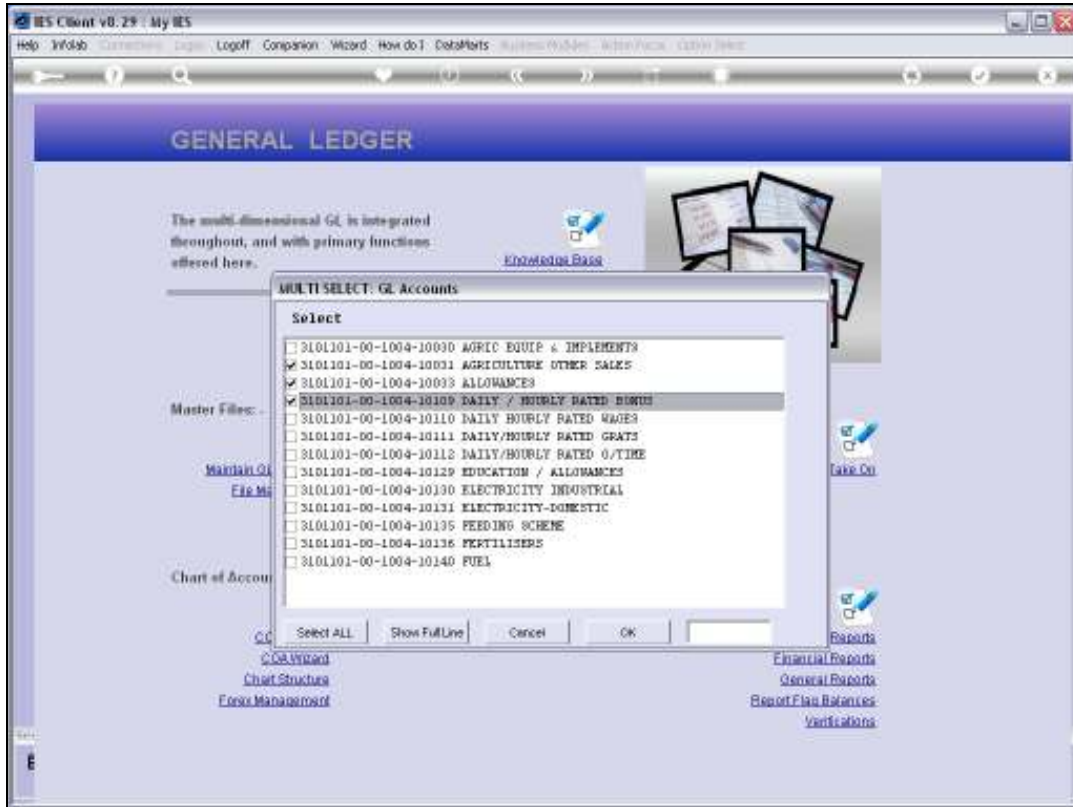 IES Client v8.29 : My IES
Help Infolab Logoff Companion Wizard How do I DataMarts
GENERAL LEDGER
The multi-dimensional GL is integrated
throughout, and with primary functions
offered here.
Knowledge Base
MULTI SELECT: GL Accounts
Select
3101101-00-1004-10030 AGRIC EQUIP & IMPLEMENTS
3101101-00-1004-10031 AGRICULTURE OTHER SALES
3101101-00-1004-10033 ALLOWANCES
3101101-00-1004-10109 DAILY / HOURLY RATED BONUS
3101101-00-1004-10110 DAILY HOURLY RATED WAGES
3101101-00-1004-10111 DAILY/HOURLY RATED GRATS
3101101-00-1004-10112 DAILY/HOURLY RATED O/TIME
3101101-00-1004-10129 EDUCATION / ALLOWANCES
3101101-00-1004-10130 ELECTRICITY INDUSTRIAL
3101101-00-1004-10131 ELECTRICITY-DOMESTIC
3101101-00-1004-10135 FEEDING SCHEME
3101101-00-1004-10136 FERTILISERS
3101101-00-1004-10140 FUEL
Select ALL Show Full Line Cancel OK
Master Files:
Maintain
File
Take On
Chart of Accou
COA Wizard
Chart Structure
Forex Management
Reports
Financial Reports
General Reports
Report Flag Balances
Verifications